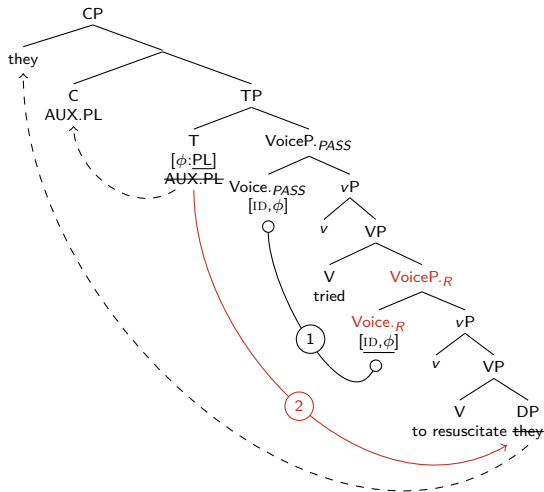 CP
they
C
TP
AUX.PL
T
VoiceP.PASS
[ϕ:PL]
AUX.PL
Voice.PASS
vP
[ID,ϕ]
v
VP
V
VoiceP.R
tried
Voice.R
vP
1
[ID,ϕ]
v
VP
2
V
DP
to resuscitate they